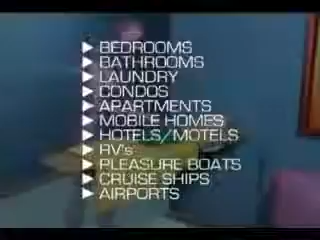 ▶ BEDROOMS
▶ BATHROOMS
▶ LAUNDRY
▶ CONDOS
▶ APARTMENTS
▶ MOBILE HOMES
▶ HOTELS/MOTELS
▶ RV's
▶ PLEASURE BOATS
▶ CRUISE SHIPS
▶ AIRPORTS